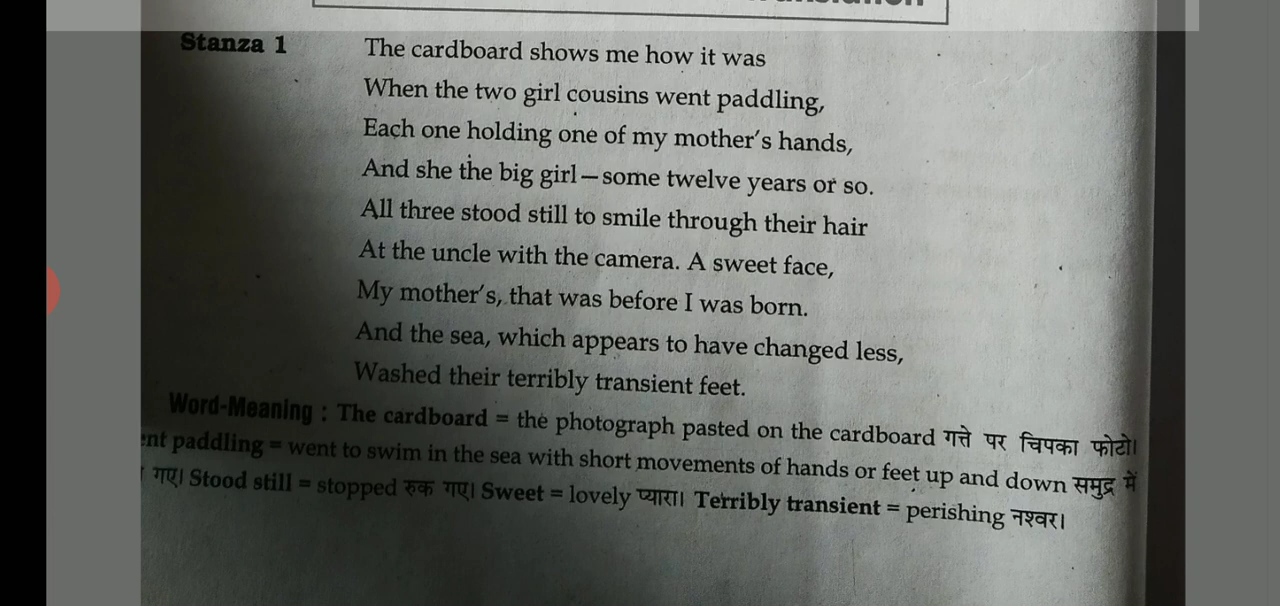 Stanza 1 The cardboard shows me how it was
When the two girl cousins went paddling,
Each one holding one of my mother's hands,
And she the big girl—some twelve years or so.
All three stood still to smile through their hair
At the uncle with the camera. A sweet face,
My mother's, that was before I was born.
And the sea, which appears to have changed less,
Washed their terribly transient feet.
Word-Meaning : The cardboard = the photograph pasted on the cardboard गत्ते पर चिपका फोटो।
paddling = went to swim in the sea with short movements of hands or feet up and down समुद्र में
गए। Stood still = stopped रुक गए। Sweet = lovely प्यारा। Terribly transient = perishing नश्वर।